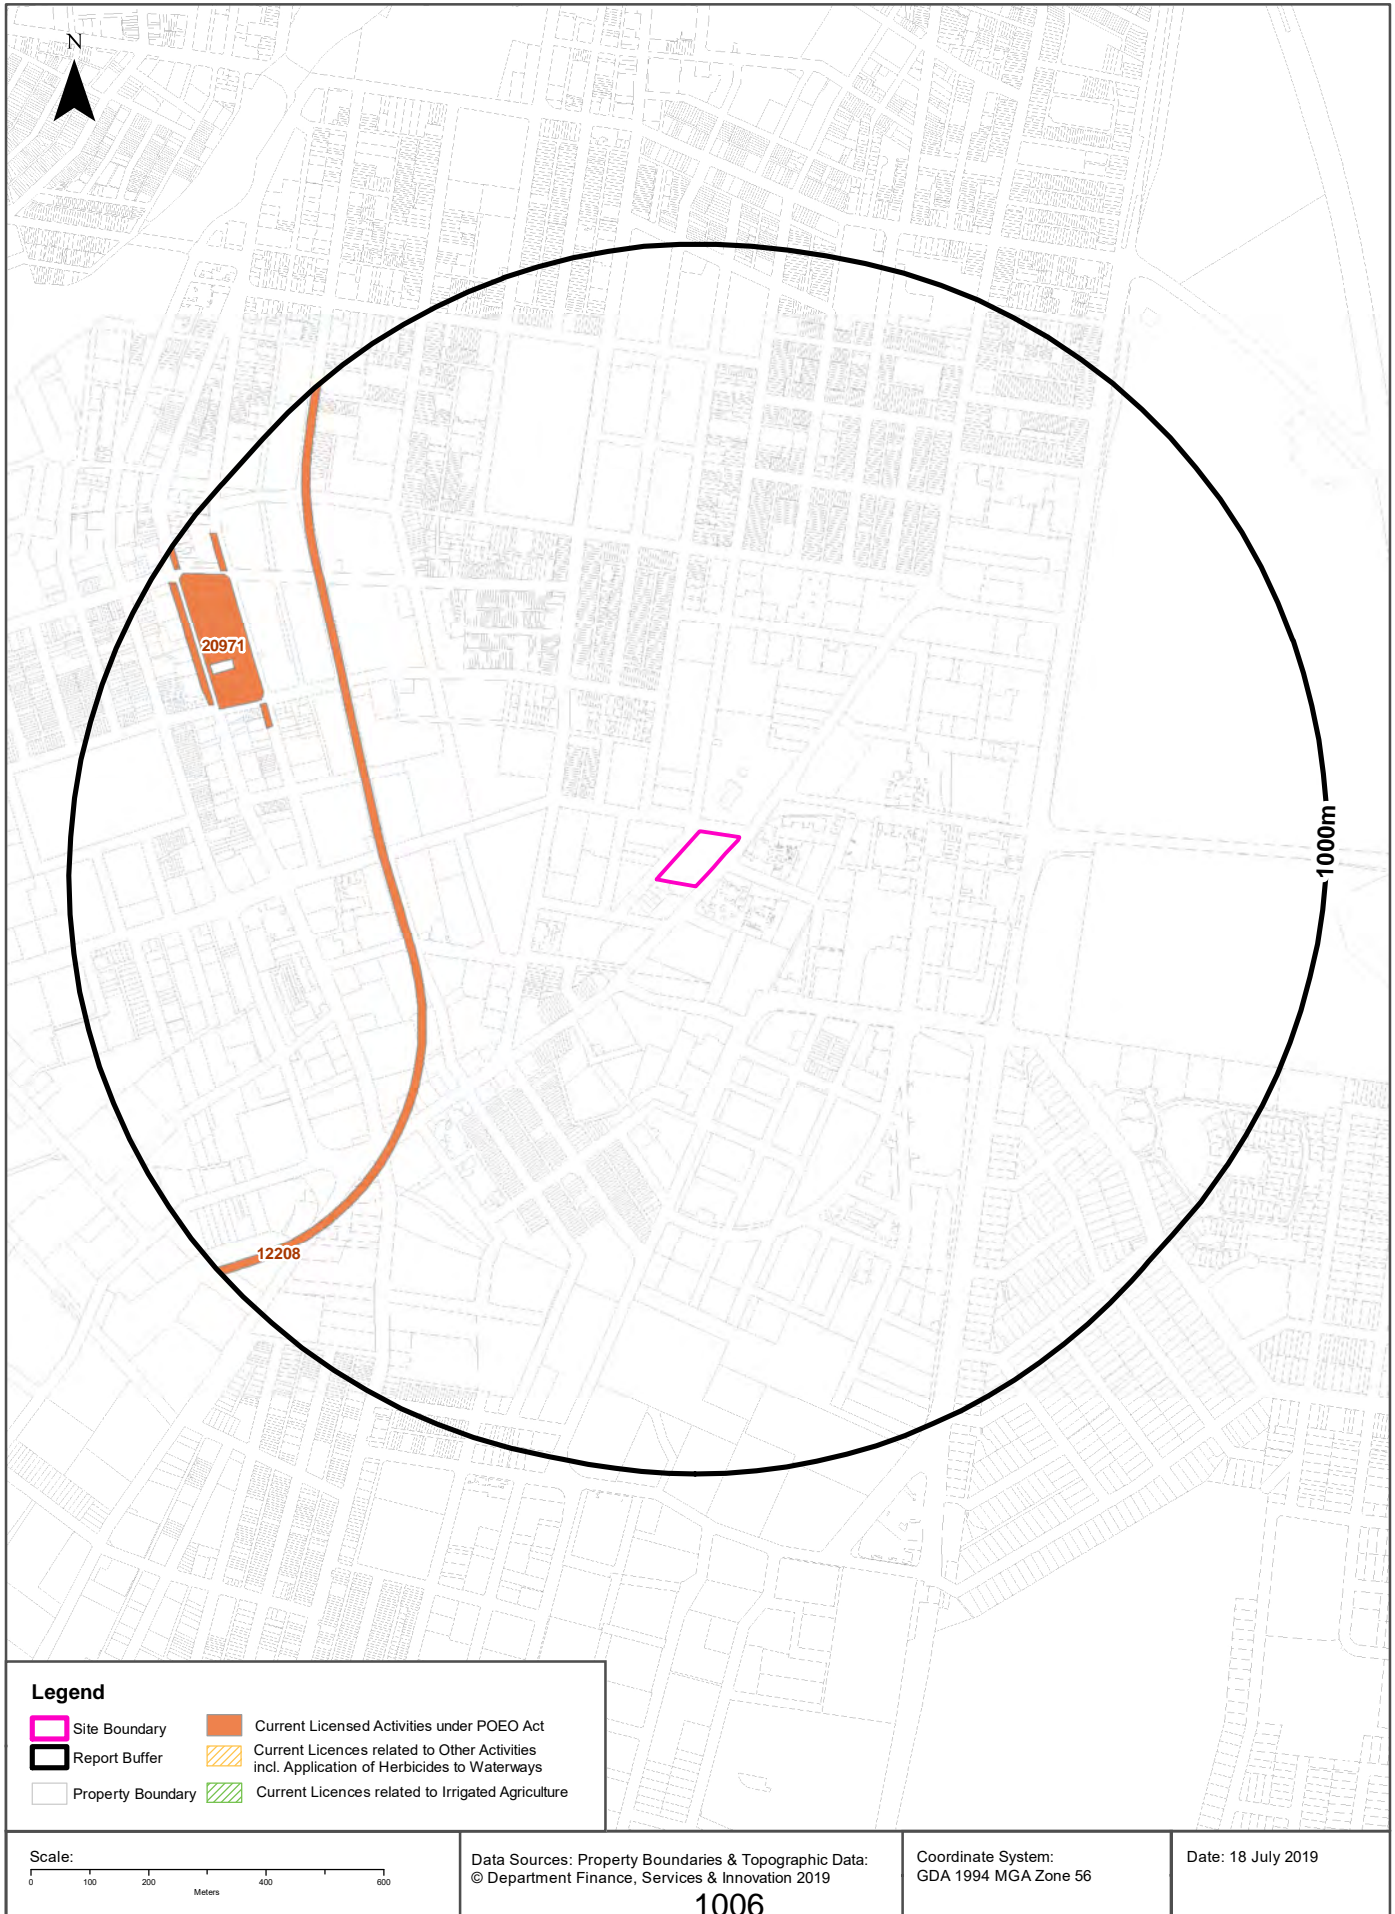 N
20971
1000m
12208
Legend
Site Boundary
Report Buffer
Property Boundary
Current Licensed Activities under POEO Act
Current Licences related to Other Activities
incl. Application of Herbicides to Waterways
Current Licences related to Irrigated Agriculture
Scale:
0 100 200 400 600
Meters
Data Sources: Property Boundaries & Topographic Data:
© Department Finance, Services & Innovation 2019
1006
Coordinate System:
GDA 1994 MGA Zone 56
Date: 18 July 2019